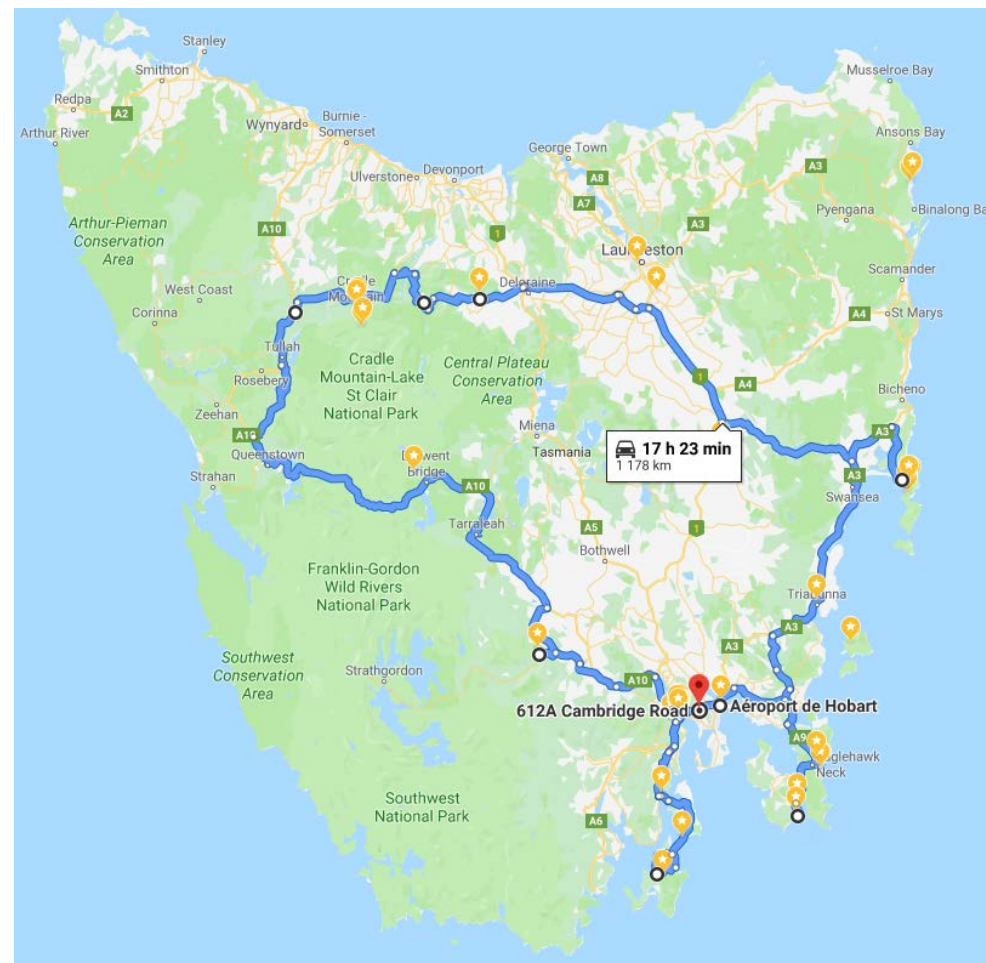 Stanley
Smithton
Redpa
A2
Arthur River
Wynyard
Burnie -
Somerset
Ulverstone
Devonport
George Town
A8
A7
A3
A3
Musselroe Bay
Ansons Bay
Pyengana
Binalong Ba
Arthur-Pieman
Conservation
Area
A10
1
Deloraine
Scamander
West Coast
Corinna
St Marys
A4
Tullah
Rosebery
Cradle
Mountain-Lake
St Clair
National Park
Central Plateau
Conservation
Area
1
A4
Bicheno
Zeehan
A10
Queenstown
Strahan
Miena
Tasmania
17 h 23 min
1 178 km
A3
A3
Swansea
Bridge
A10
Tarraleah
A5
1
Bothwell
Franklin-Gordon
Wild Rivers
National Park
Southwest
Conservation
Area
Strathgordon
A3
A3
A10
612A Cambridge Road
Aéroport de Hobart
A9
Neck
Southwest
National Park
A6